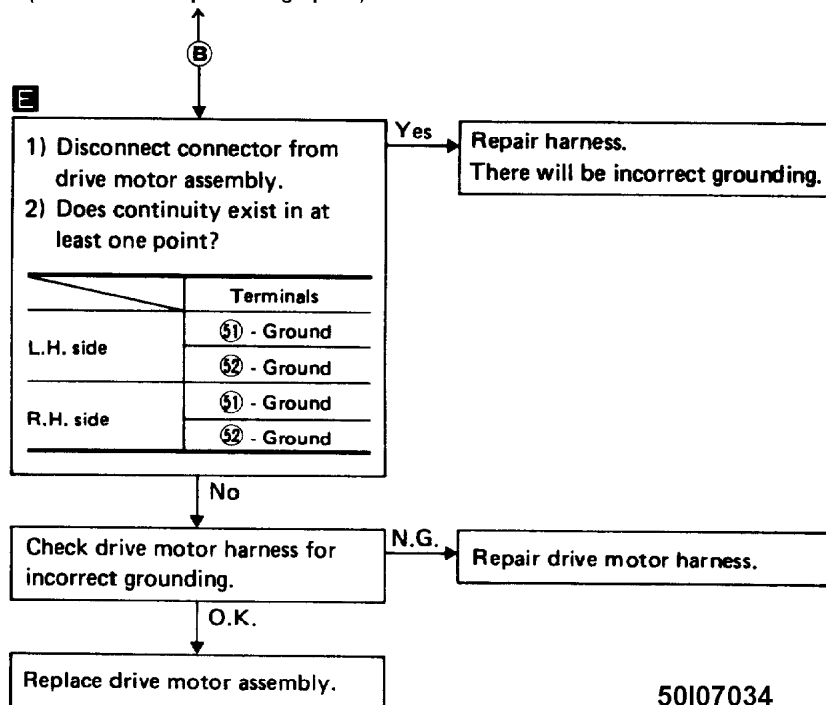 B
E
1) Disconnect connector from
drive motor assembly.
2) Does continuity exist in at
least one point?
Terminals
L.H. side
51 - Ground
52 - Ground
R.H. side
51 - Ground
52 - Ground
Yes
Repair harness.
There will be incorrect grounding.
No
Check drive motor harness for
incorrect grounding.
N.G.
Repair drive motor harness.
O.K.
Replace drive motor assembly.
50I07034